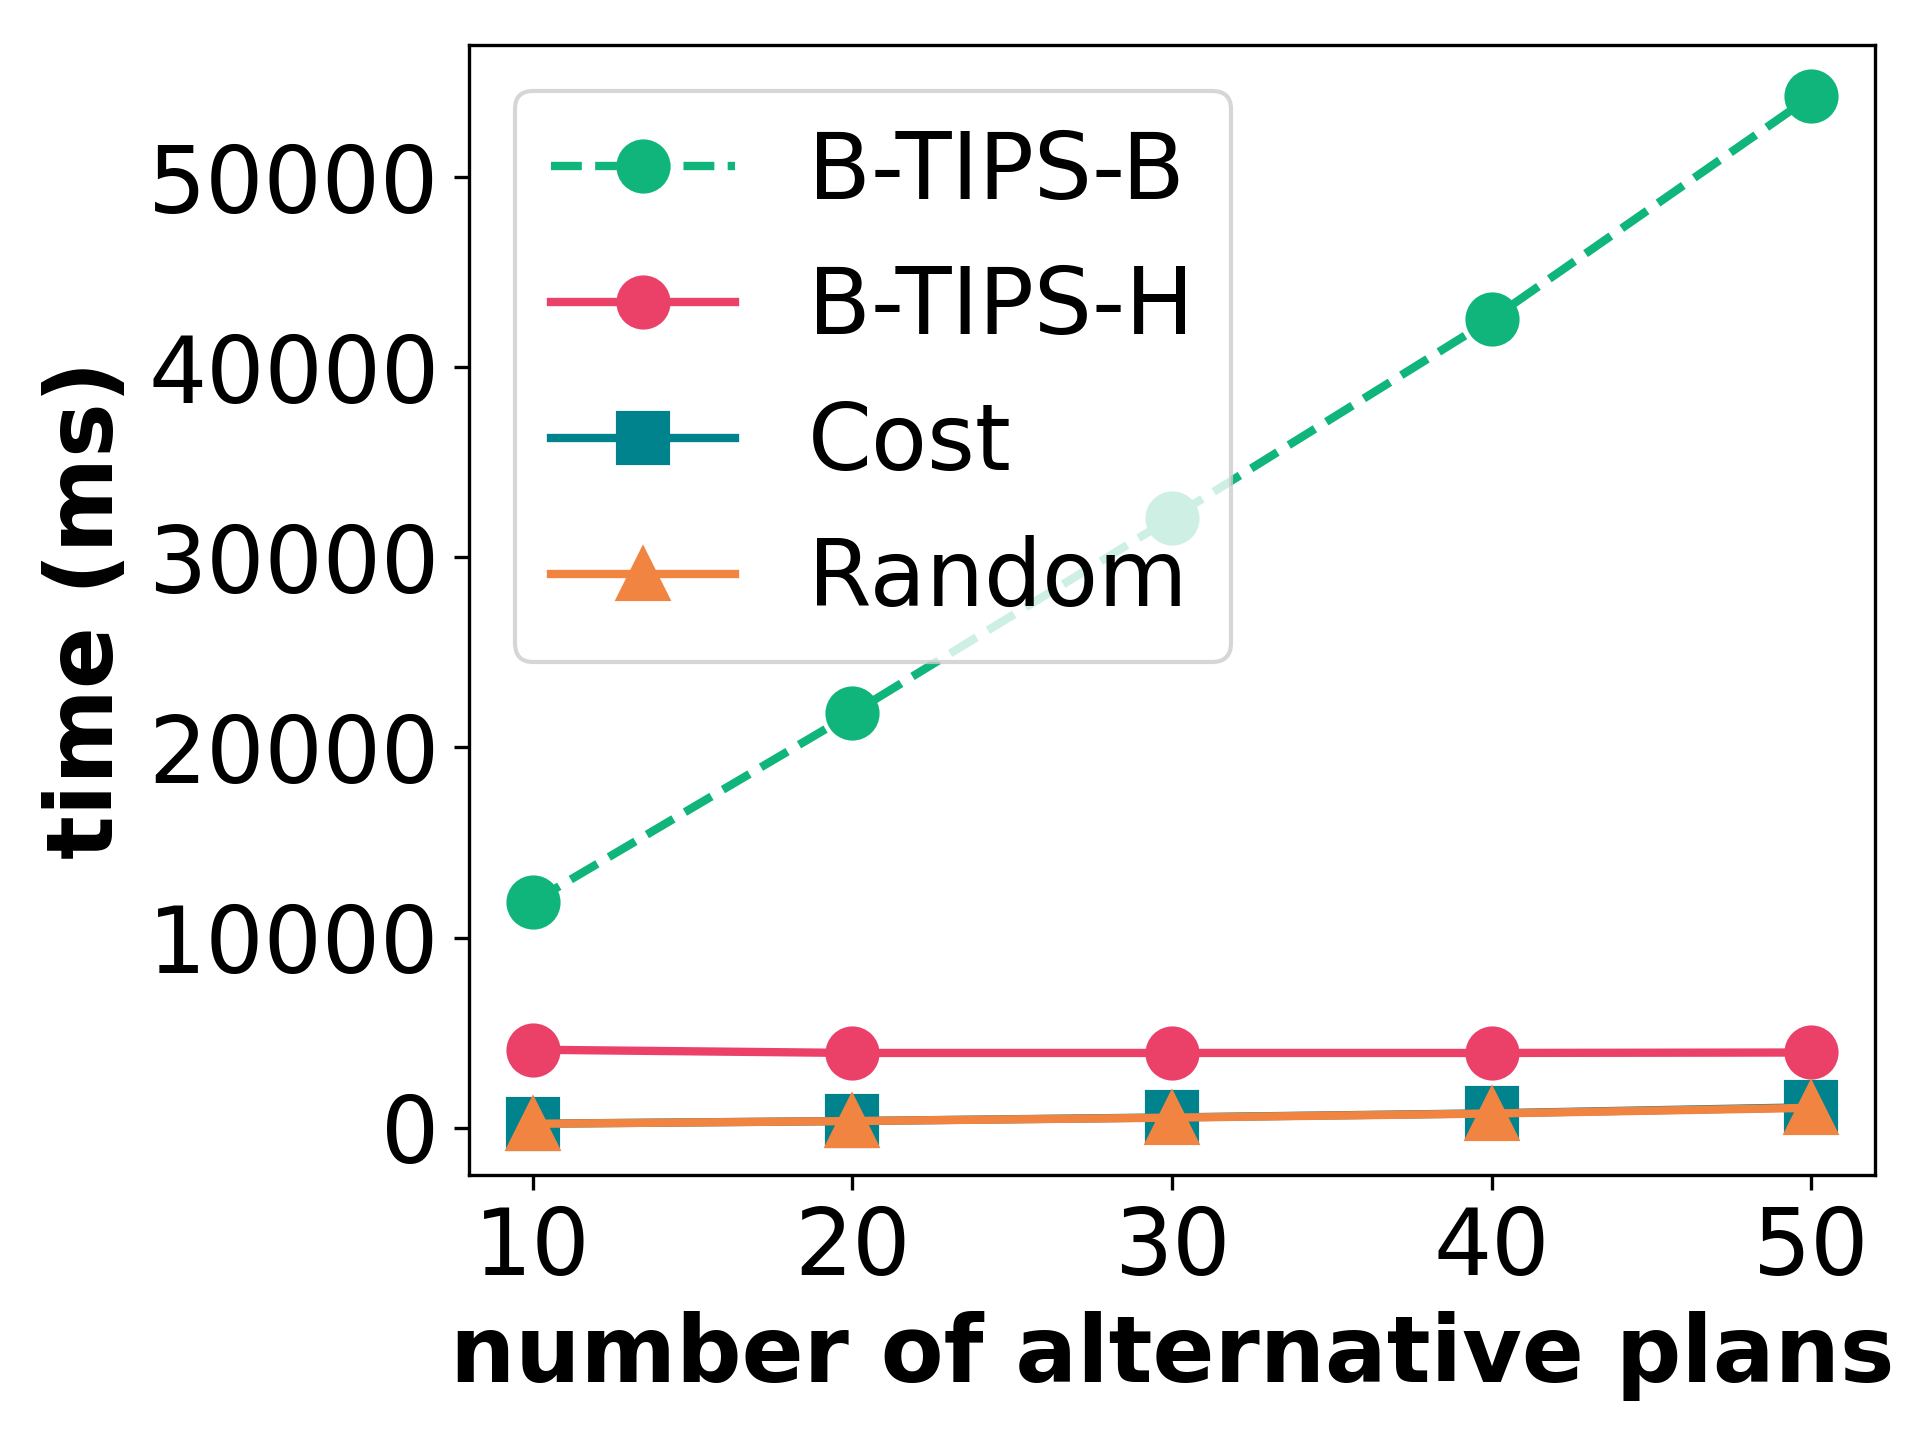 B-TIPS-B
B-TIPS-H
Cost
Random
time (ms)
50000
40000
30000
20000
10000
0
10 20 30 40 50
number of alternative plans